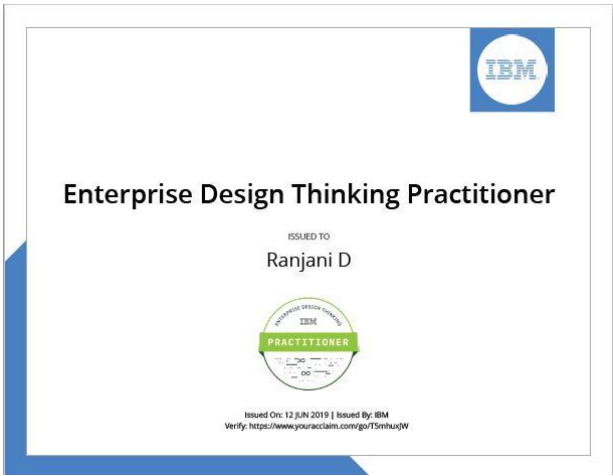 IBM
Enterprise Design Thinking Practitioner
ISSUED TO
Ranjani D
ENTERPRISE DESIGN THINKING
IBM
PRACTITIONER
Issued On: 12 JUN 2019 | Issued By: IBM
Verify: https://www.youracclaim.com/go/T5mhuxJW